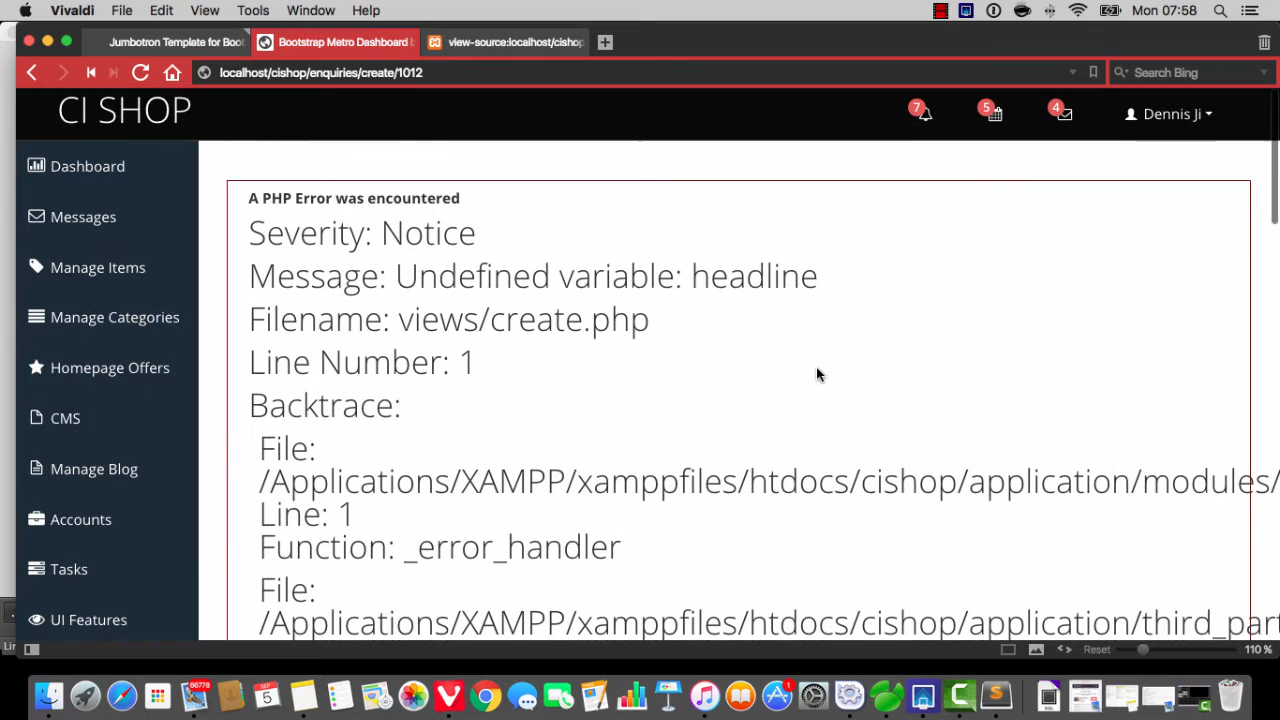 Vivaldi File Edit View Tools Window Help Mon 07:58
Jumbotron Template for Boot Bootstrap Metro Dashboard b view-source:localhost/cishop
localhost/cishop/enquiries/create/1012 Search Bing
CI SHOP 7 5 4 Dennis Ji
Dashboard
Messages
Manage Items
Manage Categories
Homepage Offers
CMS
Manage Blog
Accounts
Tasks
UI Features
A PHP Error was encountered
Severity: Notice
Message: Undefined variable: headline
Filename: views/create.php
Line Number: 1
Backtrace:
File:
/Applications/XAMPP/xamppfiles/htdocs/cishop/application/modules/
Line: 1
Function: _error_handler
File:
/Applications/XAMPP/xamppfiles/htdocs/cishop/application/third_part
Reset 110 %
66778 SEP 5 1